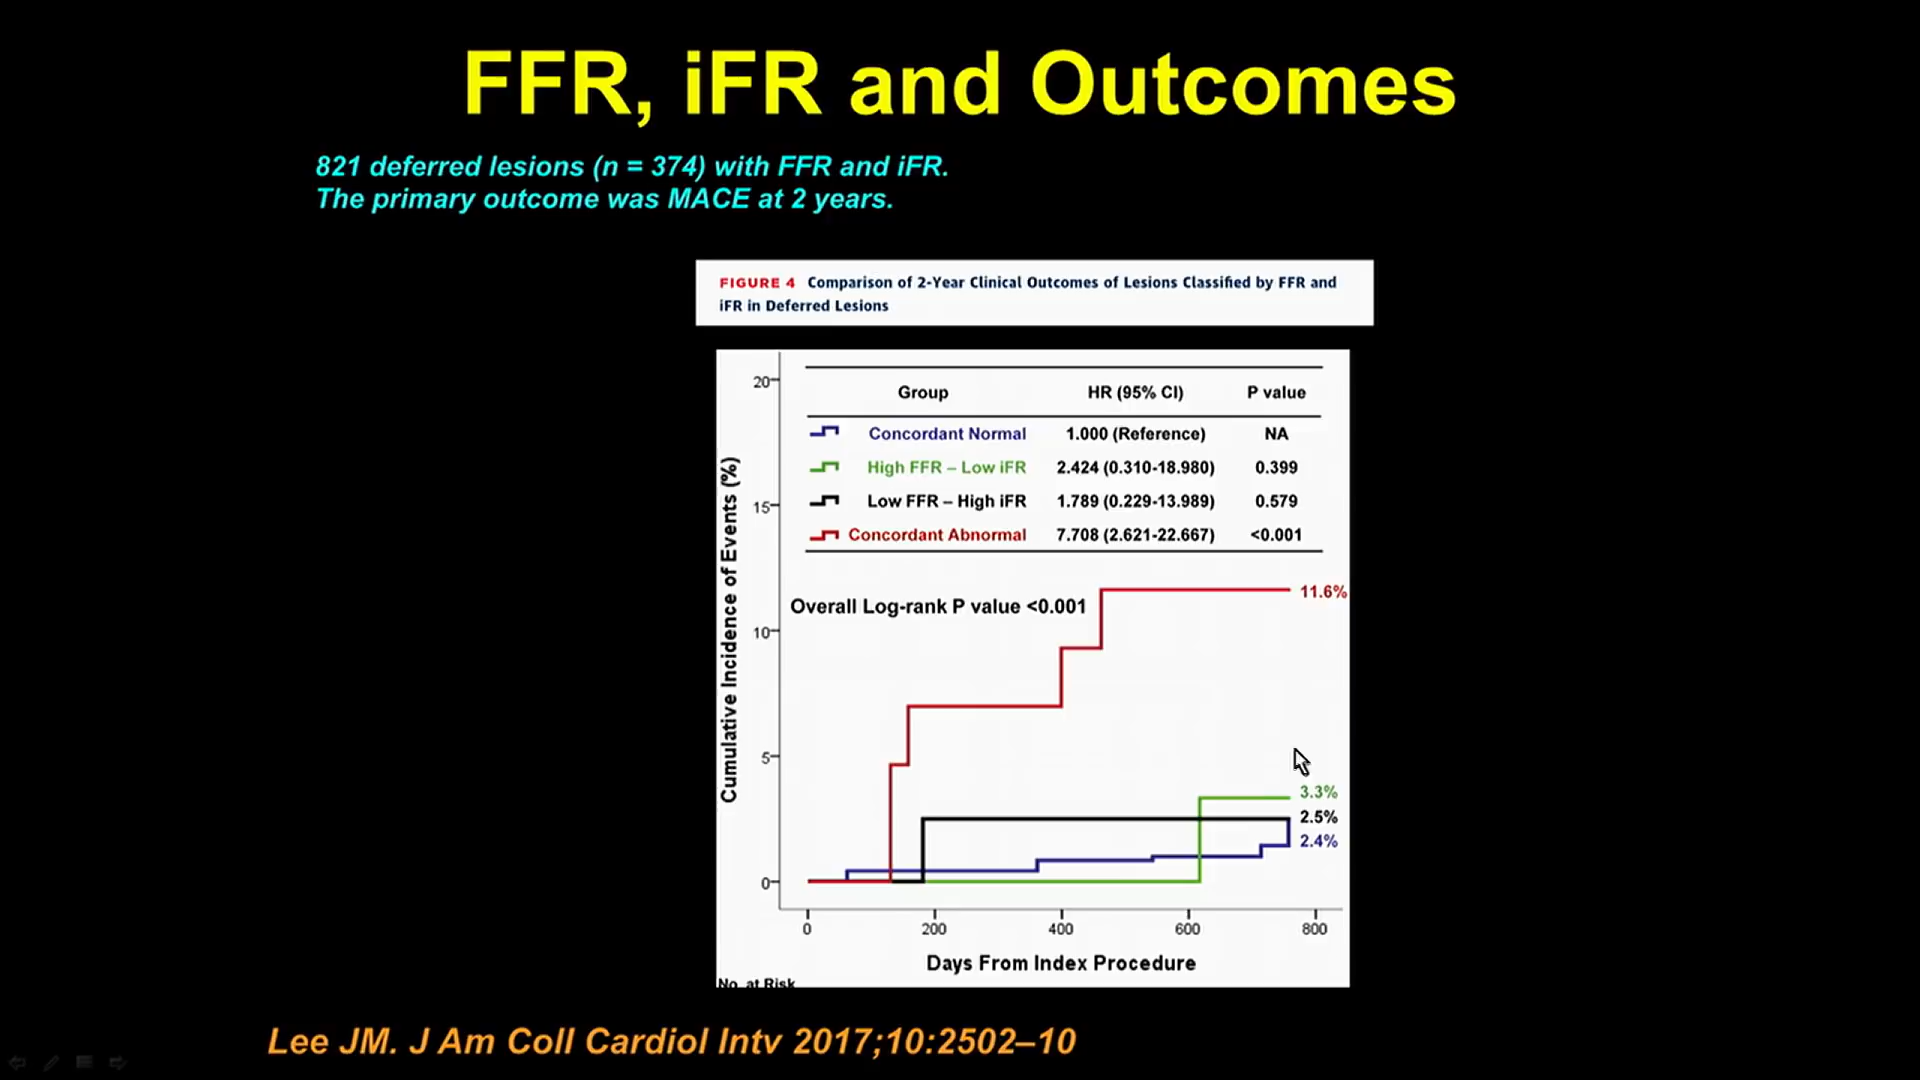 FFR, iFR and Outcomes
821 deferred lesions (n = 374) with FFR and iFR.
The primary outcome was MACE at 2 years.
FIGURE 4 Comparison of 2-Year Clinical Outcomes of Lesions Classified by FFR and
iFR in Deferred Lesions
Group HR (95% CI) P value
Concordant Normal 1.000 (Reference) NA
High FFR – Low iFR 2.424 (0.310-18.980) 0.399
Low FFR – High iFR 1.789 (0.229-13.989) 0.579
Concordant Abnormal 7.708 (2.621-22.667) <0.001
Overall Log-rank P value <0.001
Cumulative Incidence of Events (%)
20
15
10
5
0
11.6%
3.3%
2.5%
2.4%
0 200 400 600 800
Days From Index Procedure
No. at Risk
Lee JM. J Am Coll Cardiol Intv 2017;10:2502–10